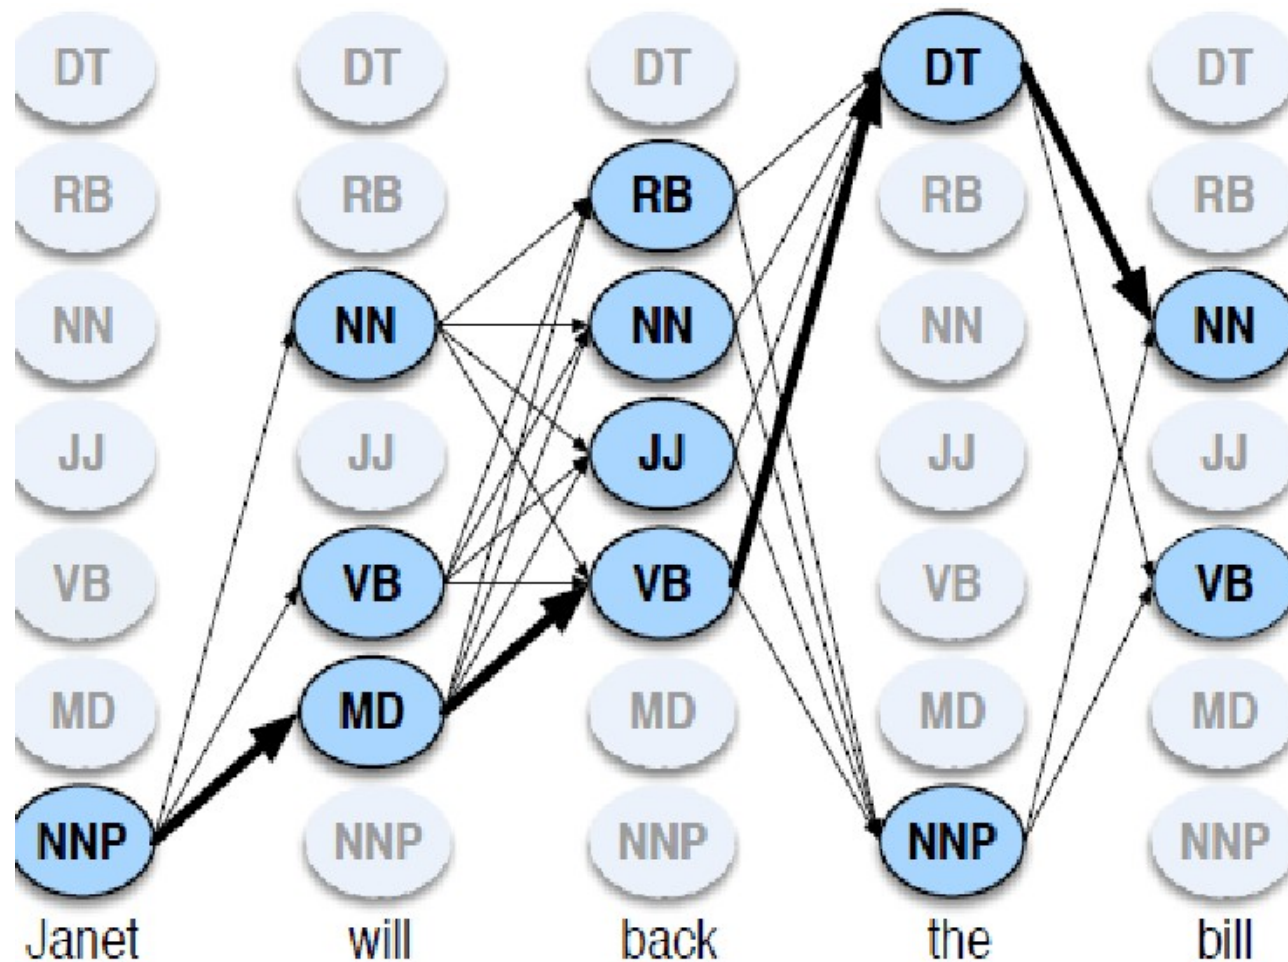 DT DT DT DT DT
RB RB RB RB RB
NN NN NN NN NN
JJ JJ JJ JJ JJ
VB VB VB VB VB
MD MD MD MD MD
NNP NNP NNP NNP NNP
Janet will back the bill